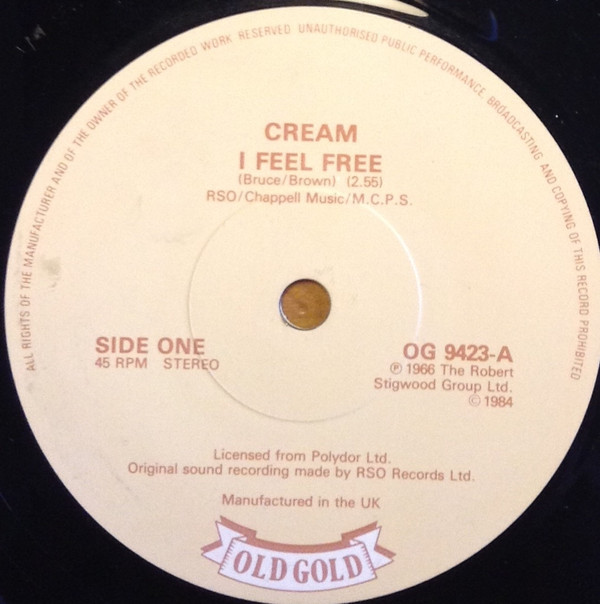 ALL RIGHTS OF THE MANUFACTURER AND OF THE OWNER OF THE RECORDED WORK RESERVED UNAUTHORISED PUBLIC PERFORMANCE BROADCASTING AND COPYING OF THIS RECORD PROHIBITED
CREAM
I FEEL FREE
(Bruce/Brown) (2.55)
RSO/Chappell Music/M.C.P.S.
SIDE ONE
45 RPM STEREO
OG 9423-A
℗ 1966 The Robert
Stigwood Group Ltd.
© 1984
Licensed from Polydor Ltd.
Original sound recording made by RSO Records Ltd.
Manufactured in the UK
OLD GOLD